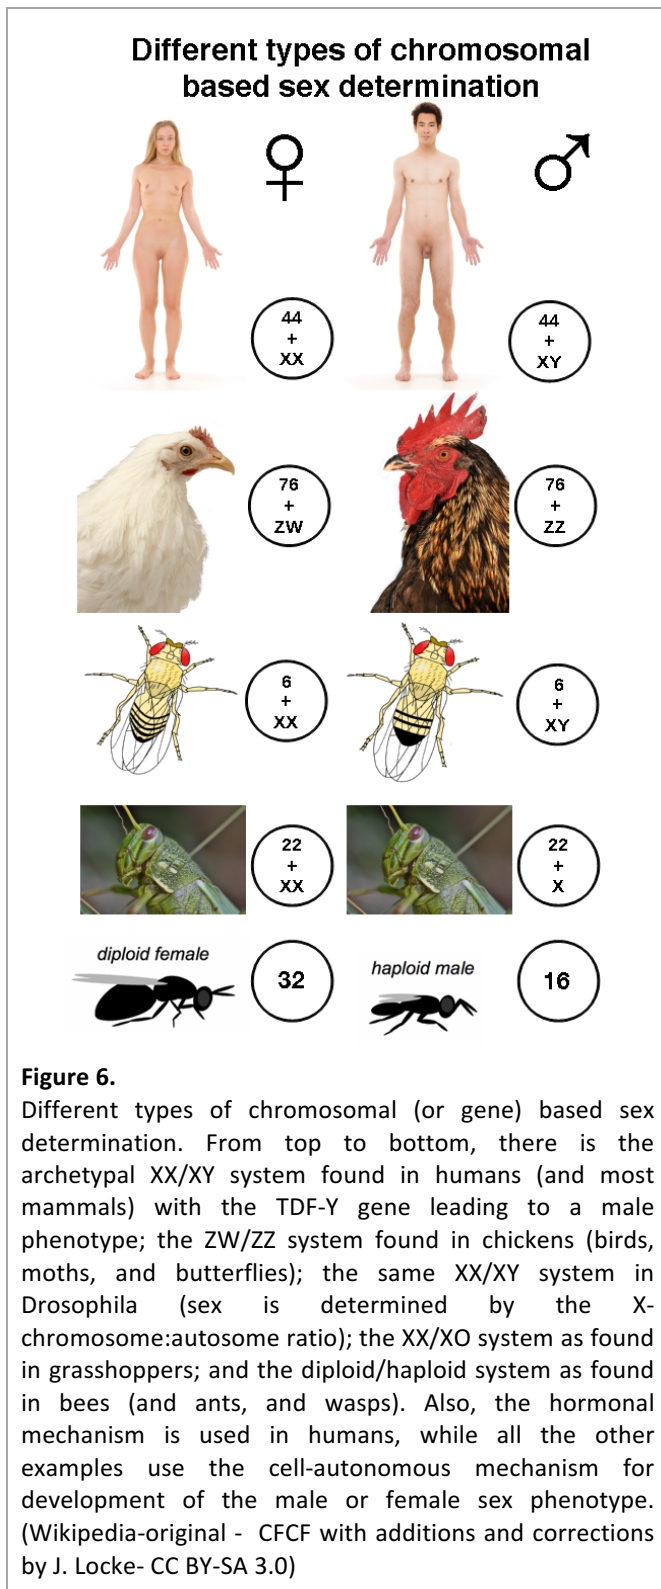 Different types of chromosomal
based sex determination
♀
♂
44
+
XX
44
+
XY
76
+
ZW
76
+
ZZ
6
+
XX
6
+
XY
22
+
XX
22
+
X
diploid female
32
haploid male
16
Figure 6.
Different types of chromosomal (or gene) based sex
determination. From top to bottom, there is the
archetypal XX/XY system found in humans (and most
mammals) with the TDF-Y gene leading to a male
phenotype; the ZW/ZZ system found in chickens (birds,
moths, and butterflies); the same XX/XY system in
Drosophila (sex is determined by the X-
chromosome:autosome ratio); the XX/XO system as found
in grasshoppers; and the diploid/haploid system as found
in bees (and ants, and wasps). Also, the hormonal
mechanism is used in humans, while all the other
examples use the cell-autonomous mechanism for
development of the male or female sex phenotype.
(Wikipedia-original - CFCF with additions and corrections
by J. Locke- CC BY-SA 3.0)